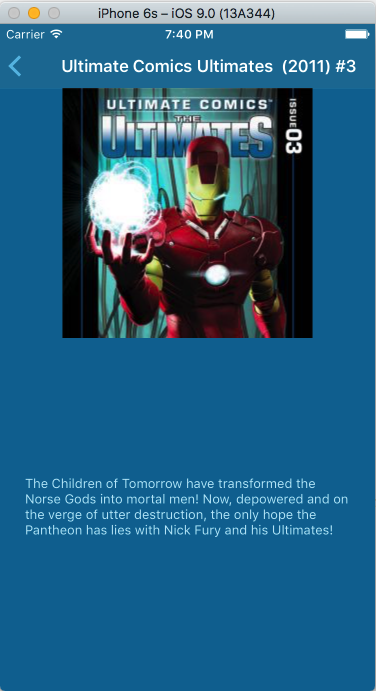 iPhone 6s – iOS 9.0 (13A344)
Carrier 7:40 PM
Ultimate Comics Ultimates (2011) #3
ULTIMATE COMICS™
THE
ULTIMATES
ISSUE 03
The Children of Tomorrow have transformed the
Norse Gods into mortal men! Now, depowered and on
the verge of utter destruction, the only hope the
Pantheon has lies with Nick Fury and his Ultimates!